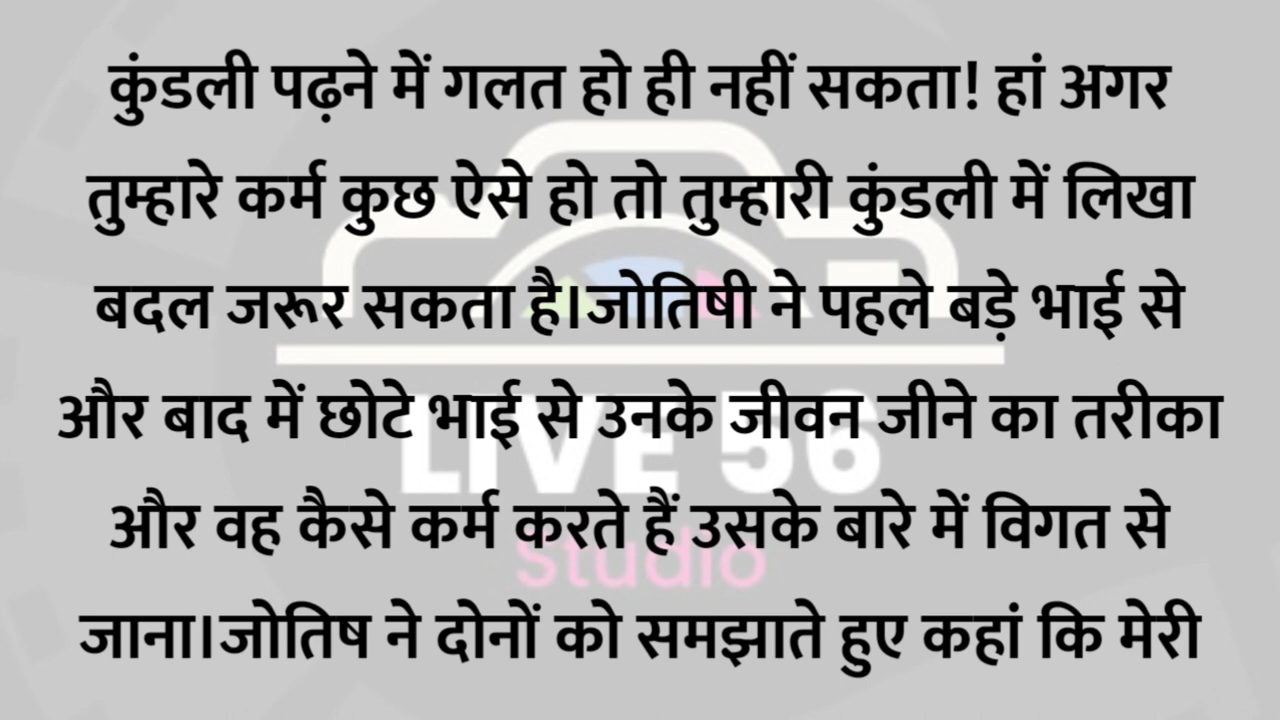 कुंडली पढ़ने में गलत हो ही नहीं सकता! हां अगर
तुम्हारे कर्म कुछ ऐसे हो तो तुम्हारी कुंडली में लिखा
बदल जरूर सकता है।जोतिषी ने पहले बड़े भाई से
और बाद में छोटे भाई से उनके जीवन जीने का तरीका
LIVE 56
और वह कैसे कर्म करते हैं उसके बारे में विगत से
Studio
जाना।जोतिष ने दोनों को समझाते हुए कहां कि मेरी